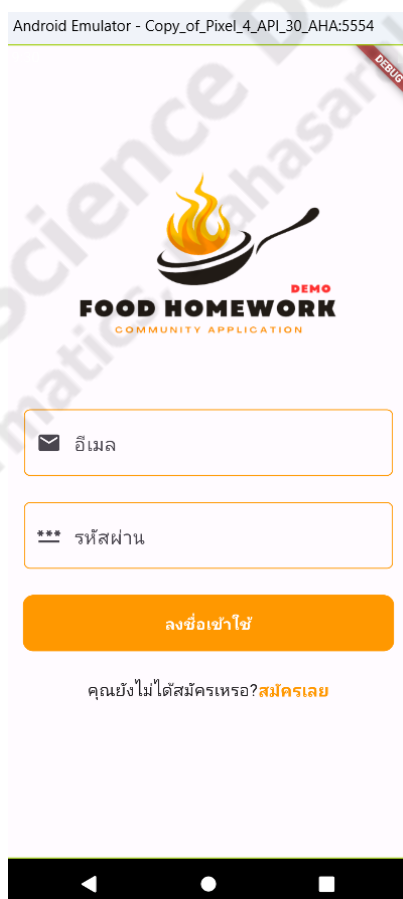 Android Emulator - Copy_of_Pixel_4_API_30_AHA:5554
DEBUG
DEMO
FOOD HOMEWORK
COMMUNITY APPLICATION
อีเมล
*** รหัสผ่าน
ลงชื่อเข้าใช้
คุณยังไม่ได้สมัครเหรอ?สมัครเลย